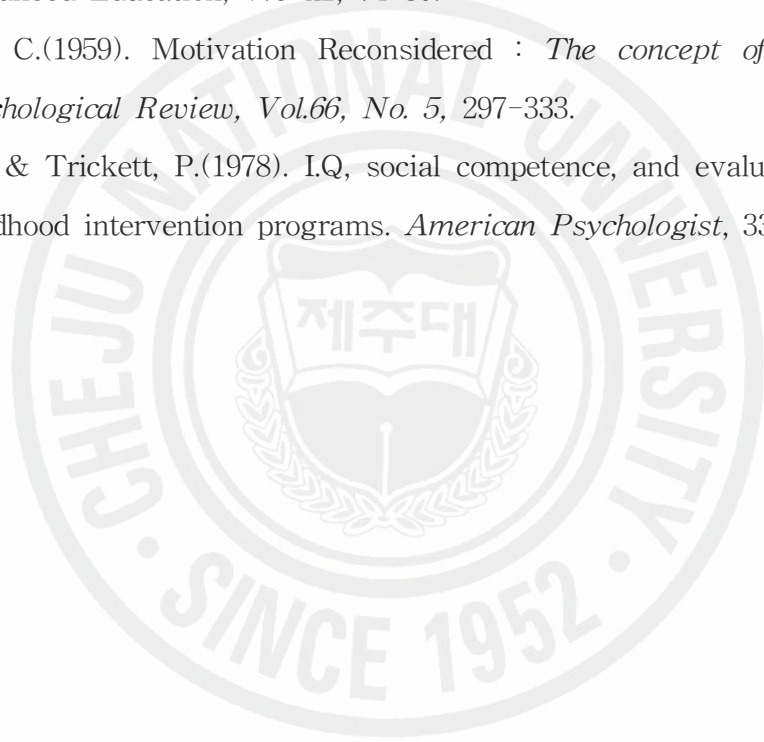 C.(1959). Motivation Reconsidered : The concept of
chological Review, Vol.66, No. 5, 297-333.
& Trickett, P.(1978). I.Q, social competence, and evalu
dhood intervention programs. American Psychologist, 33
CHEJU NATIONAL UNIVERSITY
제주대
· SINCE 1952 ·